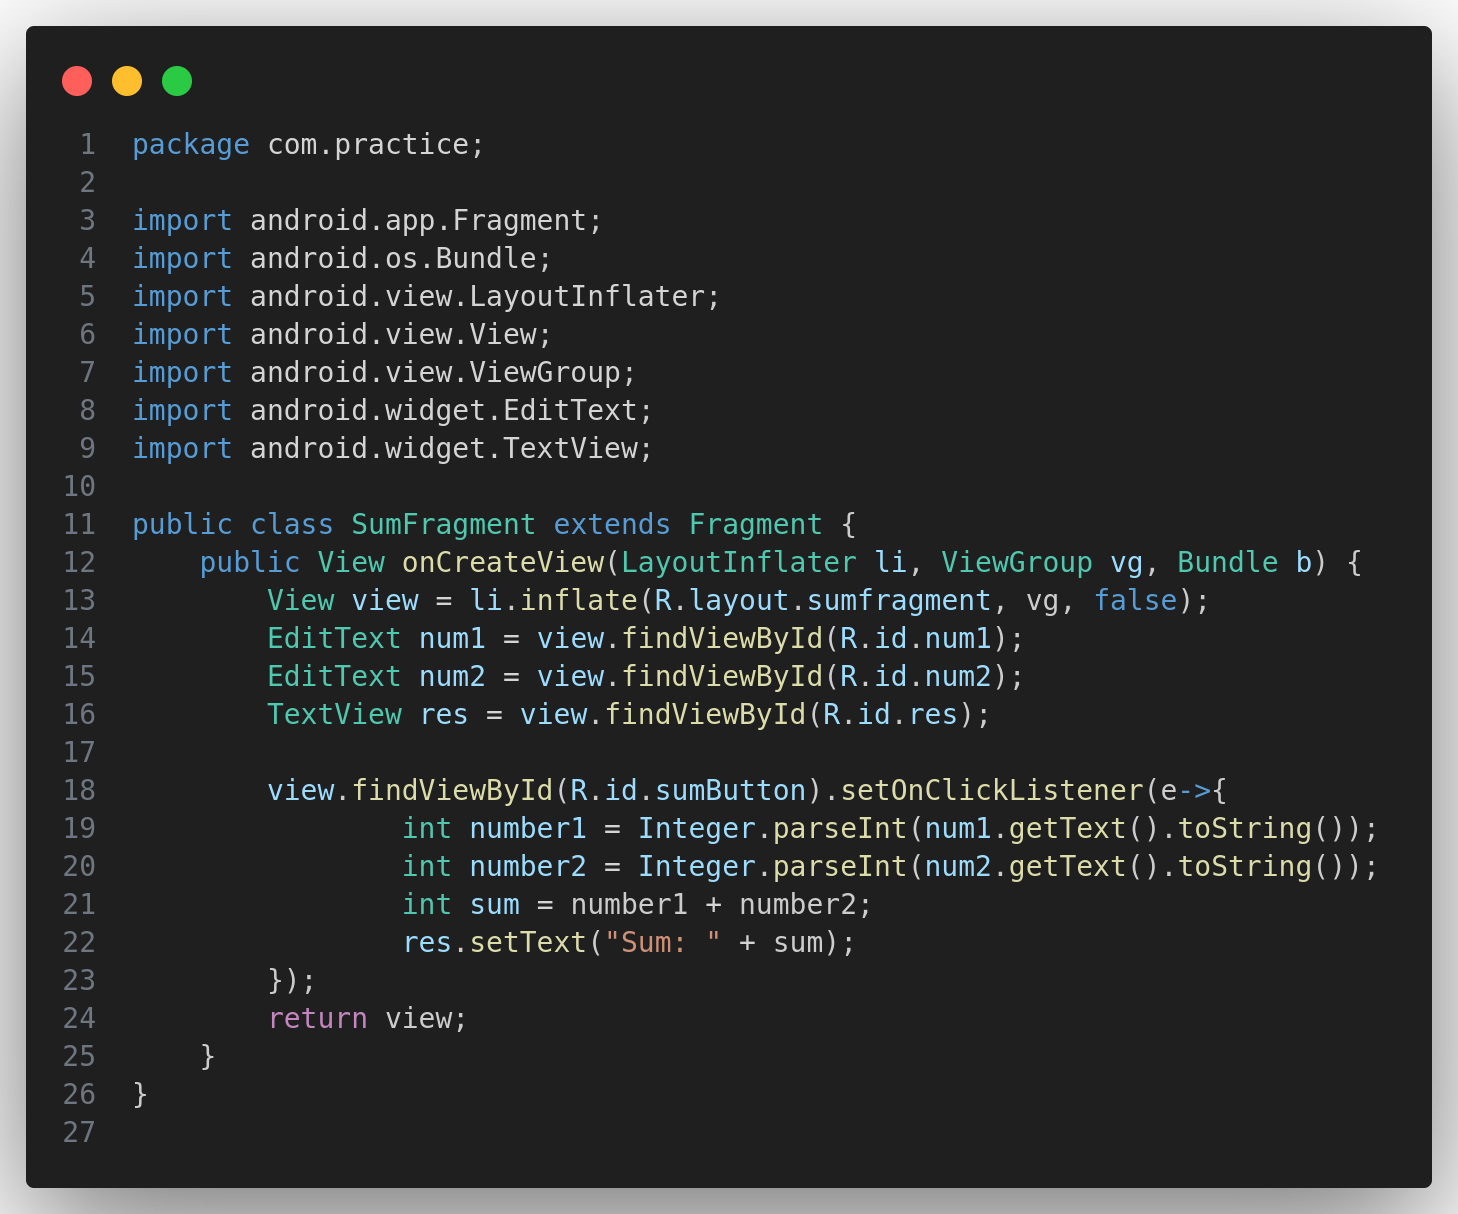 1 package com.practice;
2
3 import android.app.Fragment;
4 import android.os.Bundle;
5 import android.view.LayoutInflater;
6 import android.view.View;
7 import android.view.ViewGroup;
8 import android.widget.EditText;
9 import android.widget.TextView;
10
11 public class SumFragment extends Fragment {
12     public View onCreateView(LayoutInflater li, ViewGroup vg, Bundle b) {
13         View view = li.inflate(R.layout.sumfragment, vg, false);
14         EditText num1 = view.findViewById(R.id.num1);
15         EditText num2 = view.findViewById(R.id.num2);
16         TextView res = view.findViewById(R.id.res);
17
18         view.findViewById(R.id.sumButton).setOnClickListener(e->{
19                 int number1 = Integer.parseInt(num1.getText().toString());
20                 int number2 = Integer.parseInt(num2.getText().toString());
21                 int sum = number1 + number2;
22                 res.setText("Sum: " + sum);
23         });
24         return view;
25     }
26 }
27